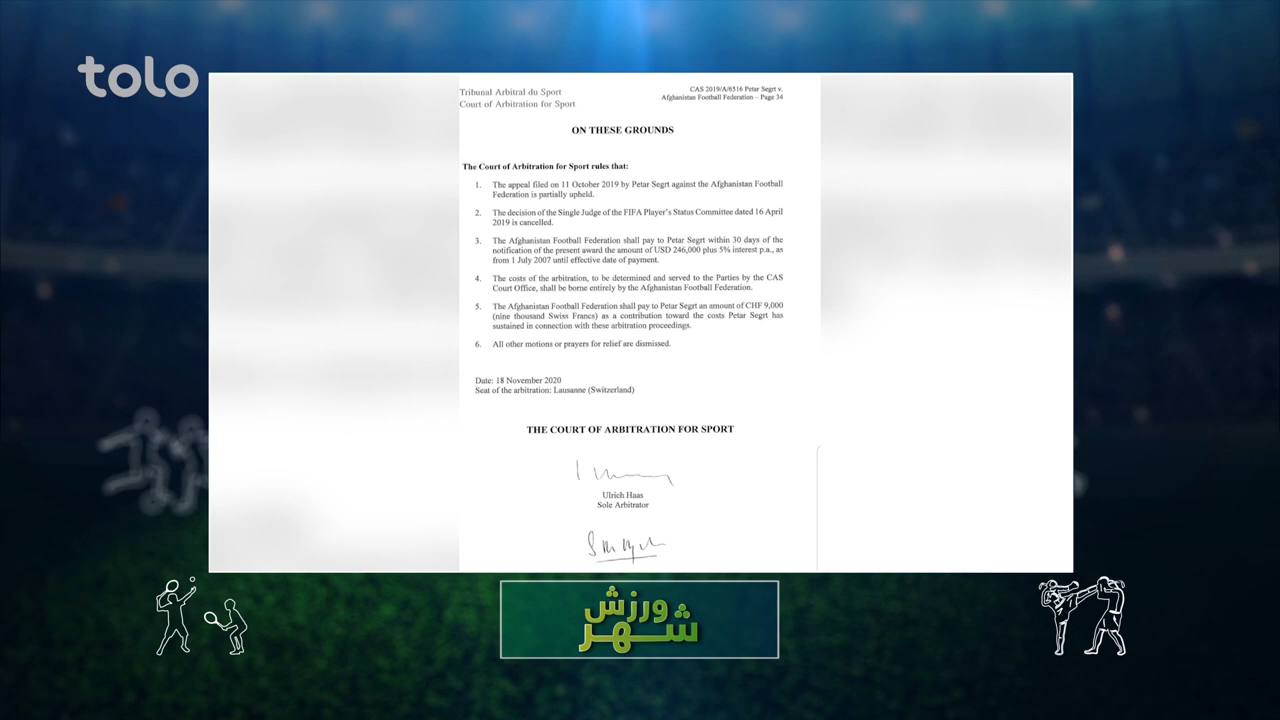 tolo
Tribunal Arbitral du Sport
Court of Arbitration for Sport
CAS 2019/A/6516 Petar Segrt v.
Afghanistan Football Federation – Page 34
ON THESE GROUNDS
The Court of Arbitration for Sport rules that:
1. The appeal filed on 11 October 2019 by Petar Segrt against the Afghanistan Football
Federation is partially upheld.
2. The decision of the Single Judge of the FIFA Player's Status Committee dated 16 April
2019 is cancelled.
3. The Afghanistan Football Federation shall pay to Petar Segrt within 30 days of the
notification of the present award the amount of USD 246,000 plus 5% interest p.a., as
from 1 July 2007 until effective date of payment.
4. The costs of the arbitration, to be determined and served to the Parties by the CAS
Court Office, shall be borne entirely by the Afghanistan Football Federation.
5. The Afghanistan Football Federation shall pay to Petar Segrt an amount of CHF 9,000
(nine thousand Swiss Francs) as a contribution toward the costs Petar Segrt has
sustained in connection with these arbitration proceedings.
6. All other motions or prayers for relief are dismissed.
Date: 18 November 2020
Seat of the arbitration: Lausanne (Switzerland)
THE COURT OF ARBITRATION FOR SPORT
Ulrich Haas
Sole Arbitrator
ورزش
شهر